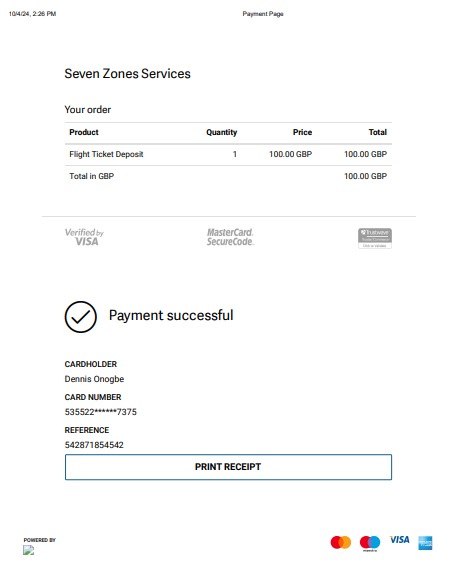 10/4/24, 2:26 PM Payment Page
Seven Zones Services
Your order
Product Quantity Price Total
Flight Ticket Deposit 1 100.00 GBP 100.00 GBP
Total in GBP 100.00 GBP
Verified by VISA MasterCard. SecureCode. Trustwave
Payment successful
CARDHOLDER
Dennis Onogbe
CARD NUMBER
535522******7375
REFERENCE
542871854542
PRINT RECEIPT
POWERED BY
maestro VISA